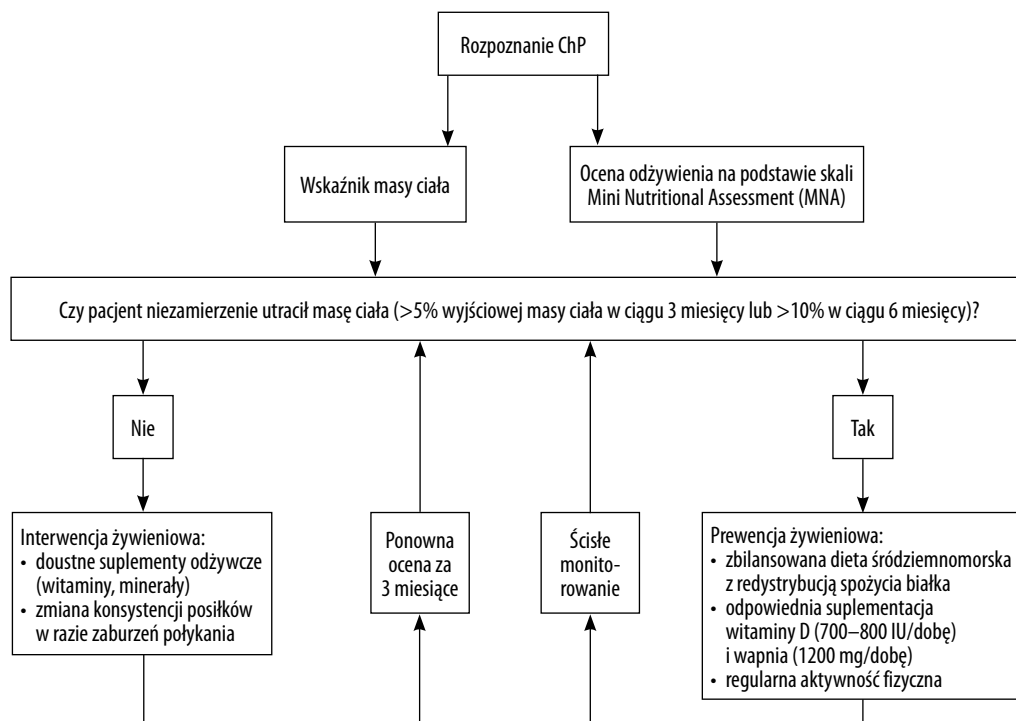 Rozpoznanie ChP
Wskaźnik masy ciała
Ocena odżywienia na podstawie skali
Mini Nutritional Assessment (MNA)
Czy pacjent niezamierzenie utracił masę ciała (>5% wyjściowej masy ciała w ciągu 3 miesięcy lub >10% w ciągu 6 miesięcy)?
Nie
Tak
Interwencja żywieniowa:
• doustne suplementy odżywcze
(witaminy, minerały)
• zmiana konsystencji posiłków
w razie zaburzeń połykania
Ponowna
ocena za
3 miesiące
Ścisłe
monito-
rowanie
Prewencja żywieniowa:
• zbilansowana dieta śródziemnomorska
z redystrybucją spożycia białka
• odpowiednia suplementacja
witaminy D (700–800 IU/dobę)
i wapnia (1200 mg/dobę)
• regularna aktywność fizyczna